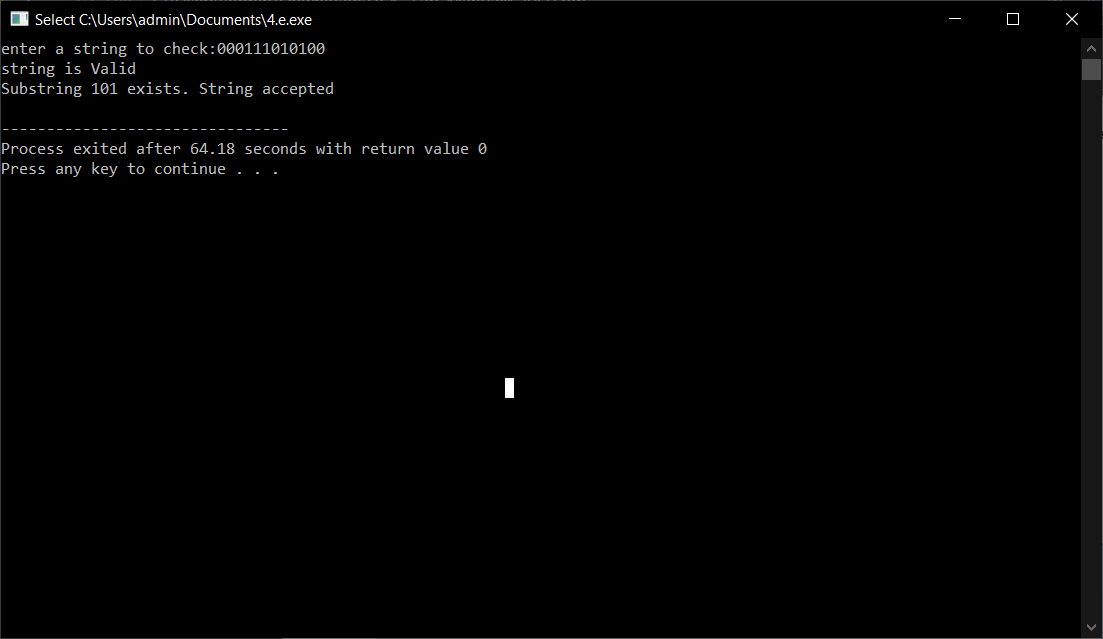 Select C:\Users\admin\Documents\4.e.exe
enter a string to check:000111010100
string is Valid
Substring 101 exists. String accepted
--------------------------------
Process exited after 64.18 seconds with return value 0
Press any key to continue . . .